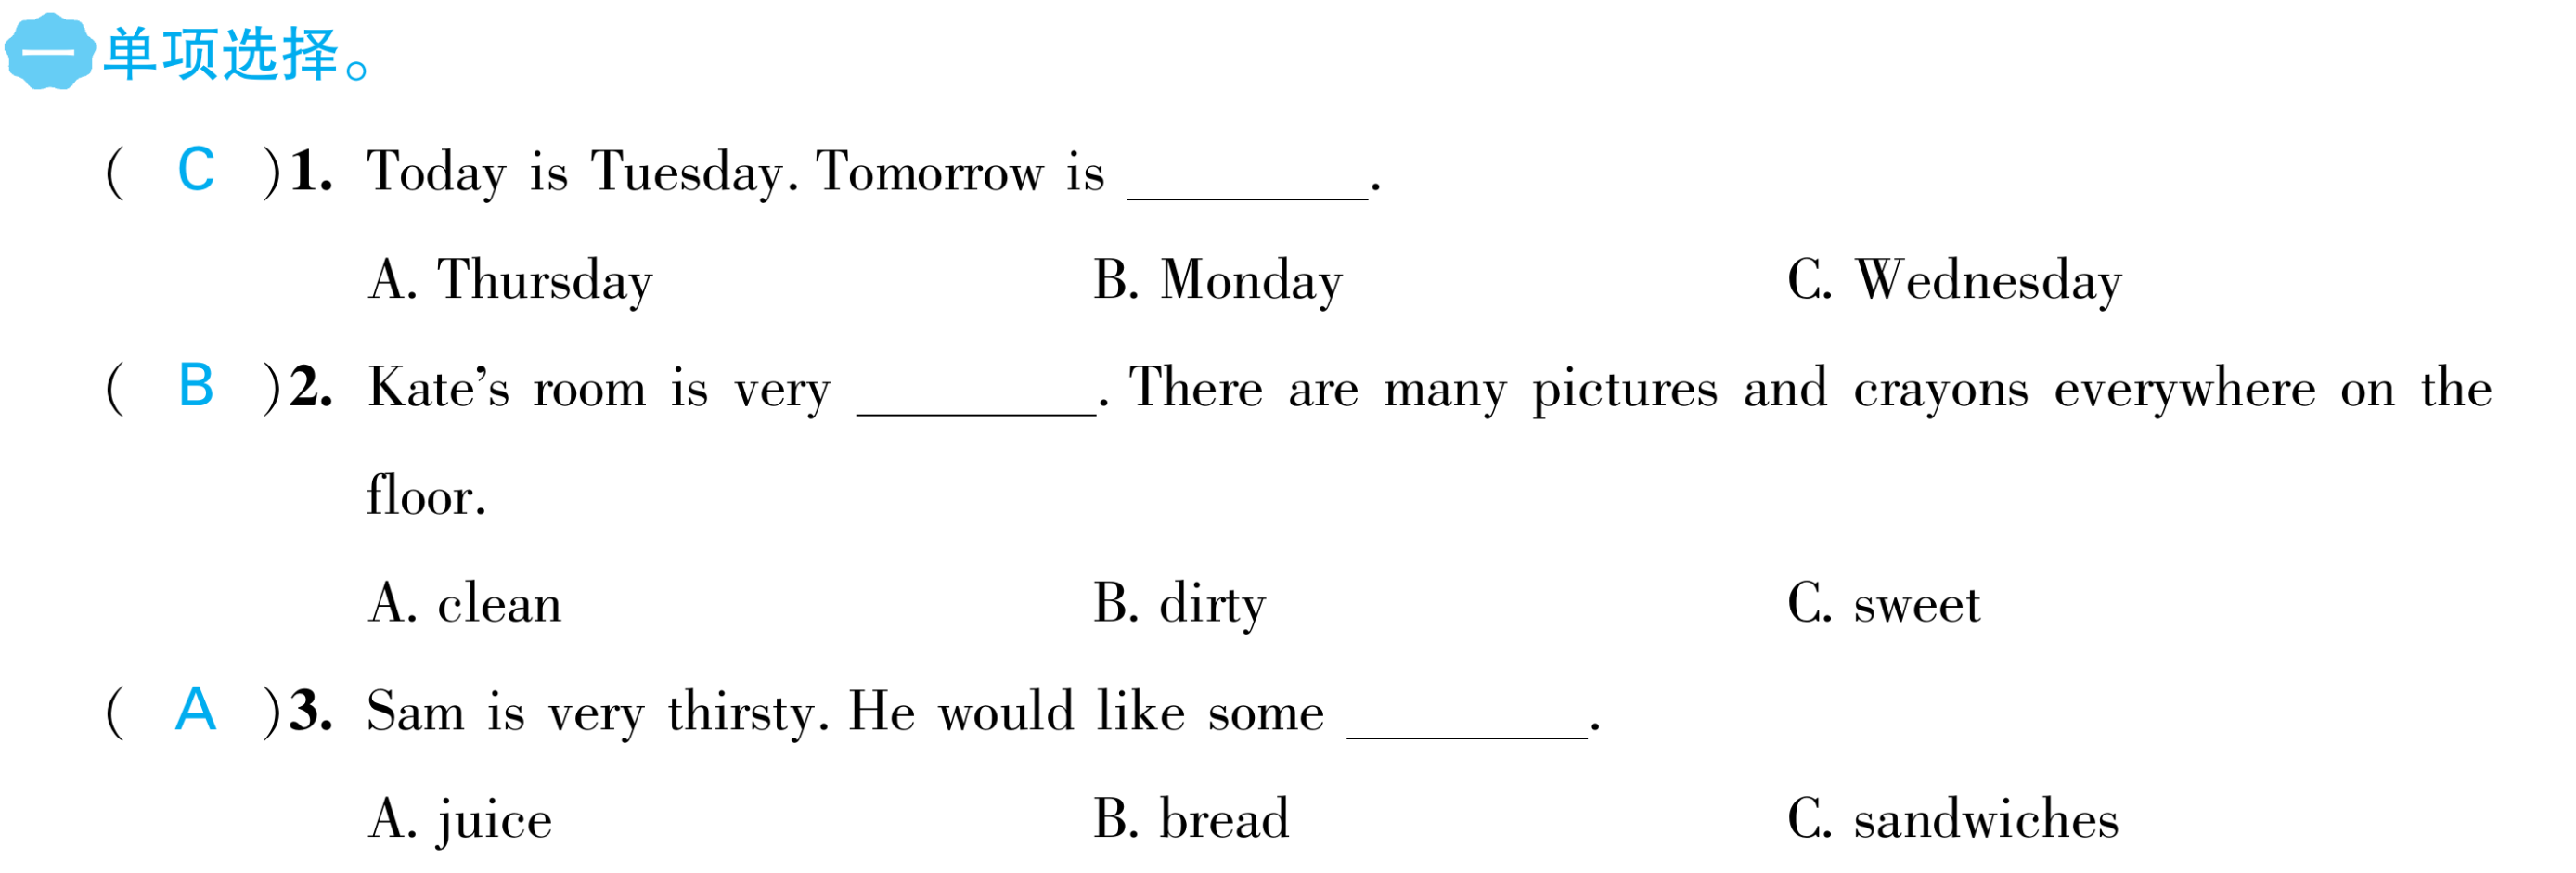 一 单项选择。
( C )1. Today is Tuesday. Tomorrow is ________.
A. Thursday B. Monday C. Wednesday
( B )2. Kate’s room is very ________. There are many pictures and crayons everywhere on the
floor.
A. clean B. dirty C. sweet
( A )3. Sam is very thirsty. He would like some ________.
A. juice B. bread C. sandwiches